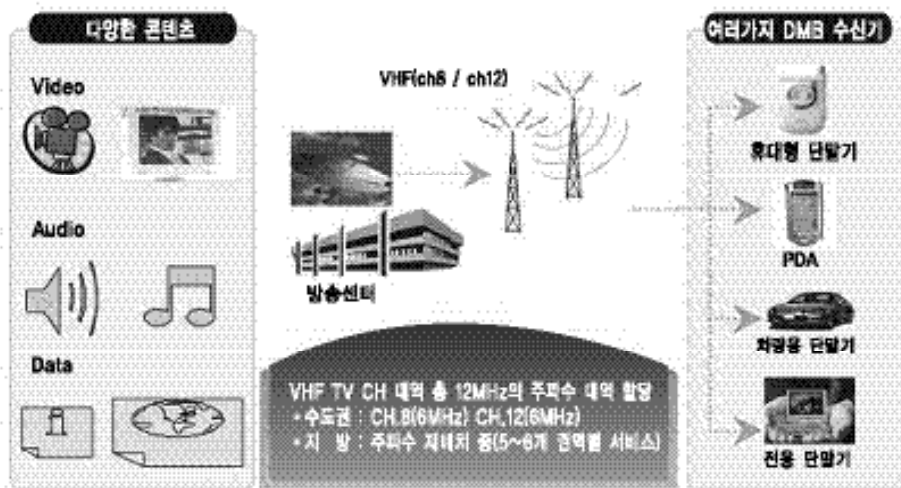 다양한 콘텐츠
Video
Audio
Data
VHF(ch8 / ch12)
방송센터
VHF TV CH 대역 총 12MHz의 주파수 대역 할당
• 수도권 : CH.8(6MHz) CH.12(6MHz)
• 지 방 : 주파수 재배치 중(5~6개 권역별 서비스)
여러가지 DMB 수신기
휴대형 단말기
PDA
차량용 단말기
전용 단말기